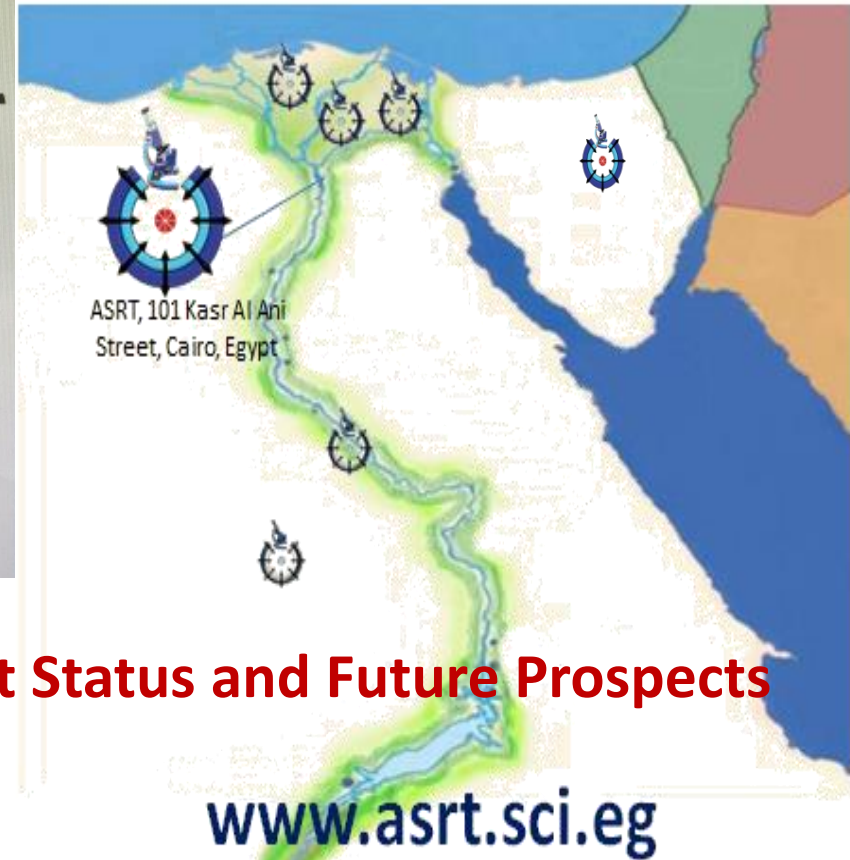 ASRT, 101 Kasr Al Ani
Street, Cairo, Egypt
t Status and Future Prospects
www.asrt.sci.eg